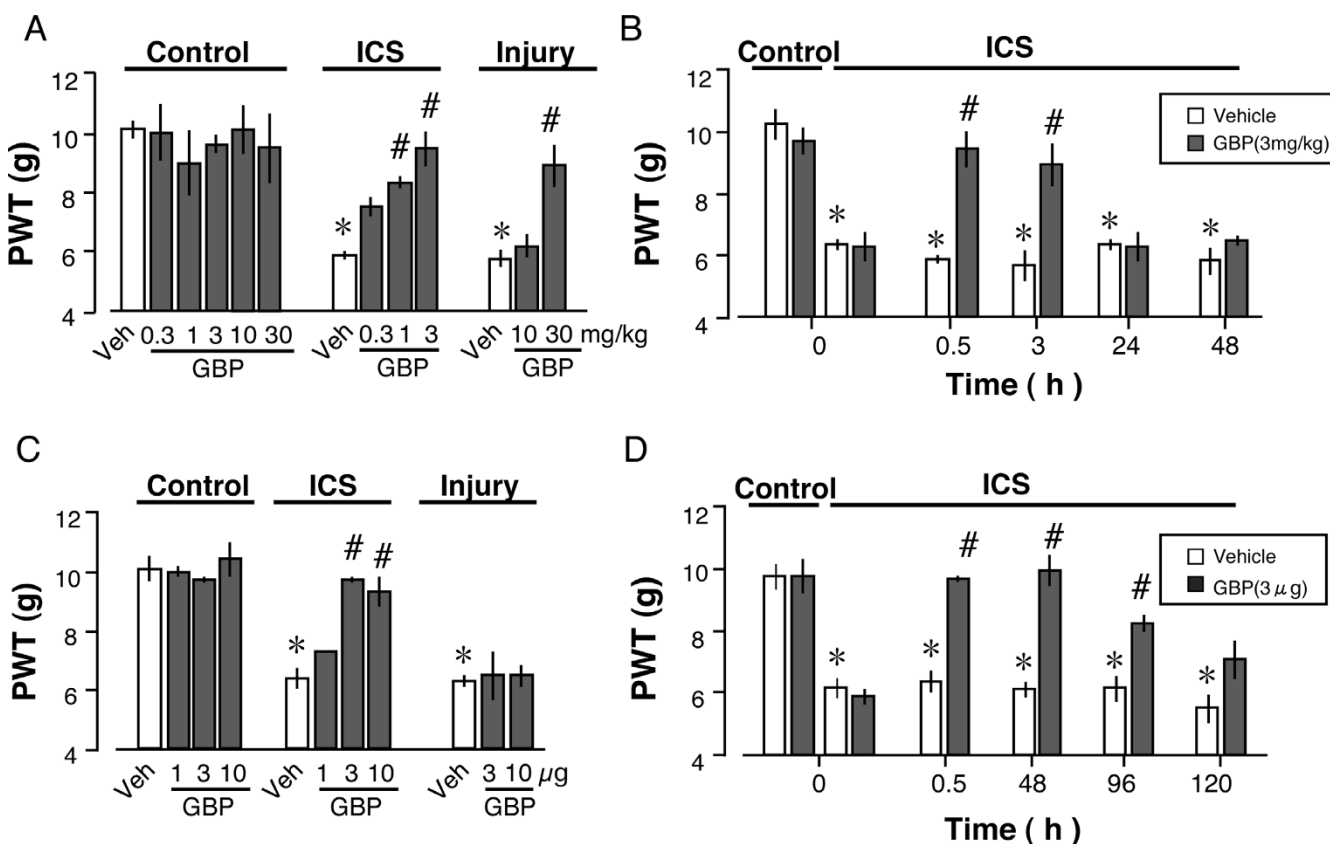 A
Control ICS Injury
12
10
8
6
4
PWT (g)
* # # * #
Veh 0.3 1 3 10 30 Veh 0.3 1 3 Veh 10 30 mg/kg
GBP GBP GBP
B
Control ICS
12
10
8
6
4
PWT (g)
* * # * # * *
Vehicle
GBP(3mg/kg)
0 0.5 3 24 48
Time ( h )
C
Control ICS Injury
12
10
8
6
4
PWT (g)
* # # *
Veh 1 3 10 Veh 1 3 10 Veh 3 10 μg
GBP GBP GBP
D
Control ICS
12
10
8
6
4
PWT (g)
* * # * # * # *
Vehicle
GBP(3 μ g)
0 0.5 48 96 120
Time ( h )